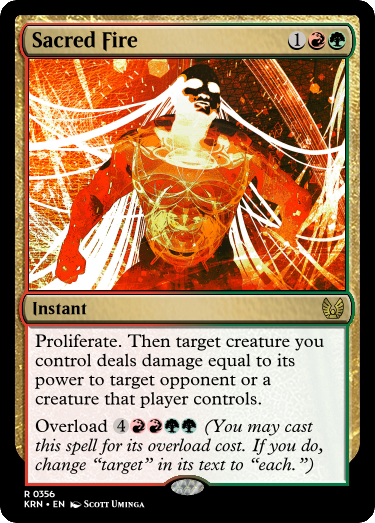 Sacred Fire 1
Instant
Proliferate. Then target creature you
control deals damage equal to its
power to target opponent or a
creature that player controls.
Overload 4 (You may cast
this spell for its overload cost. If you do,
change “target” in its text to “each.”)
R 0356
KRN • EN Scott Uminga